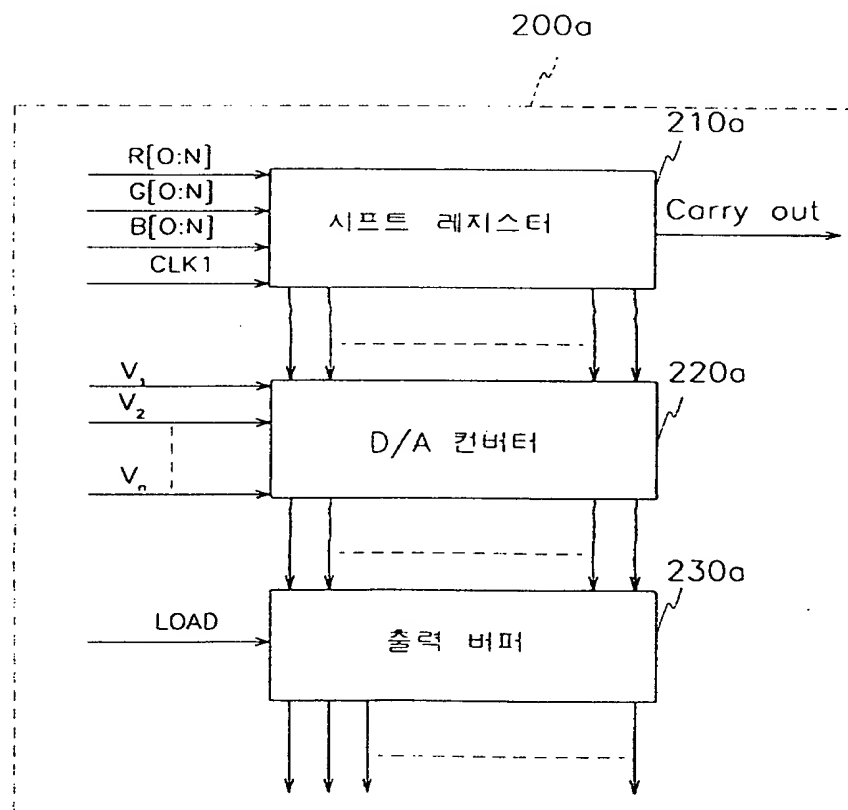 200a
210a
R[0:N]
G[0:N]
B[0:N]
CLK1
시프트 레지스터
Carry out
220a
V1
V2
Vn
D/A 컨버터
230a
LOAD
출력 버퍼